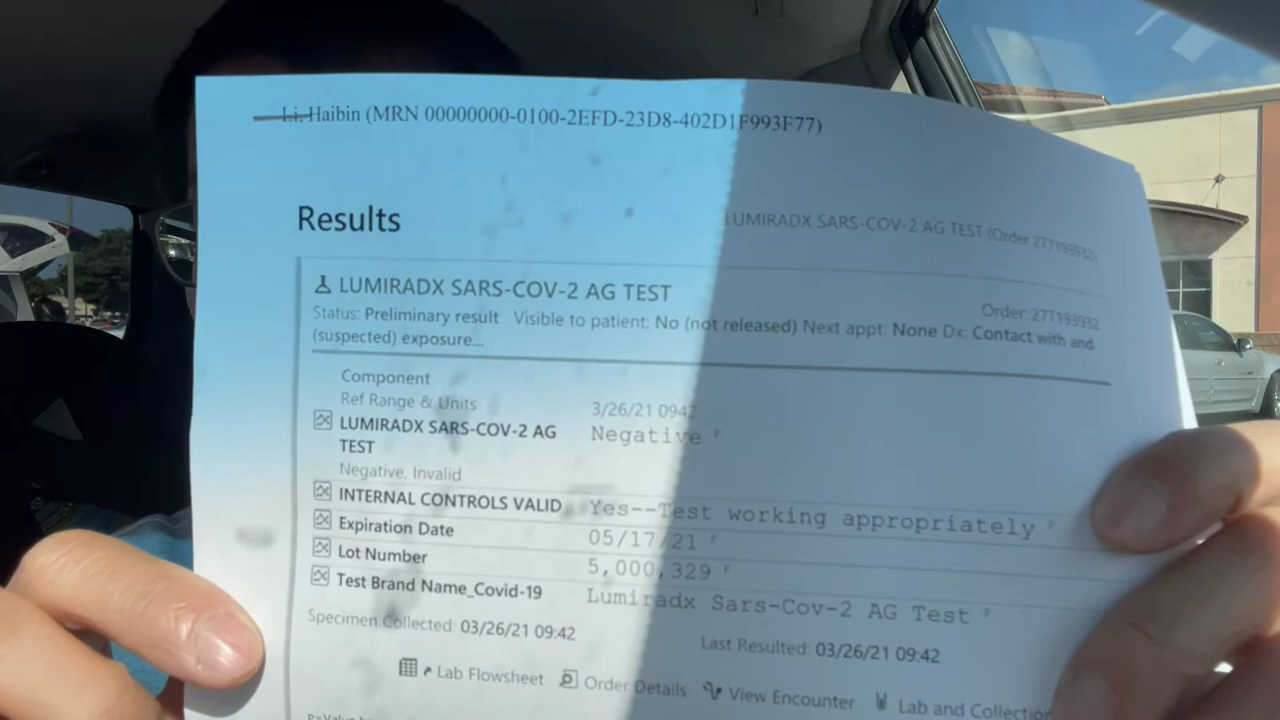 Li, Haibin (MRN 00000000-0100-2EFD-23D8-402D1F993F77)
Results
LUMIRADX SARS-COV-2 AG TEST (Order 277193932)
LUMIRADX SARS-COV-2 AG TEST
Order: 277193932
Status: Preliminary result Visible to patient: No (not released) Next appt: None Dx: Contact with and
(suspected) exposure...
Component
Ref Range & Units
3/26/21 0942
LUMIRADX SARS-COV-2 AG TEST Negative P
Negative, Invalid
INTERNAL CONTROLS VALID Yes--Test working appropriately P
Expiration Date 05/17/21 P
Lot Number 5,000,329 P
Test Brand Name_Covid-19 Lumiradx Sars-Cov-2 AG Test P
Specimen Collected: 03/26/21 09:42 Last Resulted: 03/26/21 09:42
Lab Flowsheet Order Details View Encounter Lab and Collection